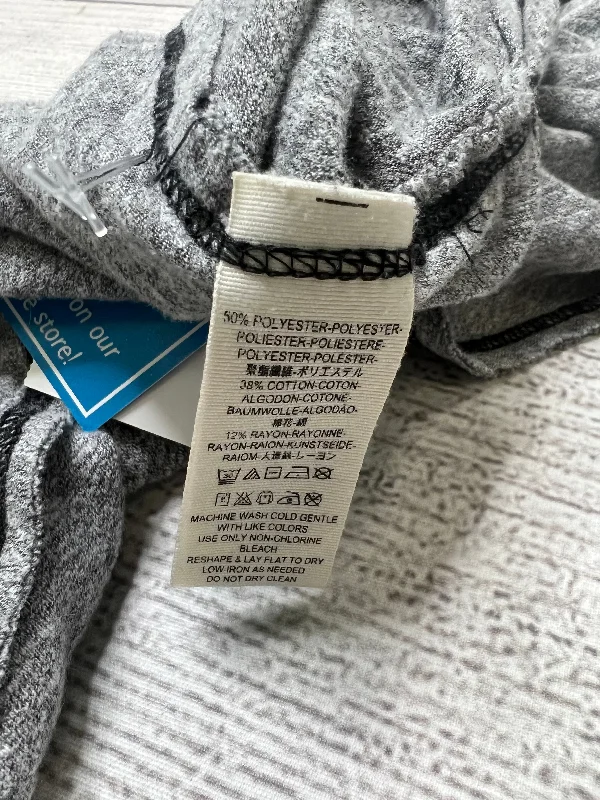 50% POLYESTER-POLYESTER-
POLIESTER-POLIESTERE-
POLYESTER-POLESTER-
聚酯纖維-ポリエステル
38% COTTON-COTON-
ALGODON-COTONE-
BAUMWOLLE-ALGODÃO-
棉花-綿
12% RAYON-RAYONNE-
RAYON-RAION-KUNSTSEIDE-
RAIOM-人造絲-レーヨン
MACHINE WASH COLD GENTLE
WITH LIKE COLORS
USE ONLY NON-CHLORINE
BLEACH
RESHAPE & LAY FLAT TO DRY
LOW IRON AS NEEDED
DO NOT DRY CLEAN
on our
store!